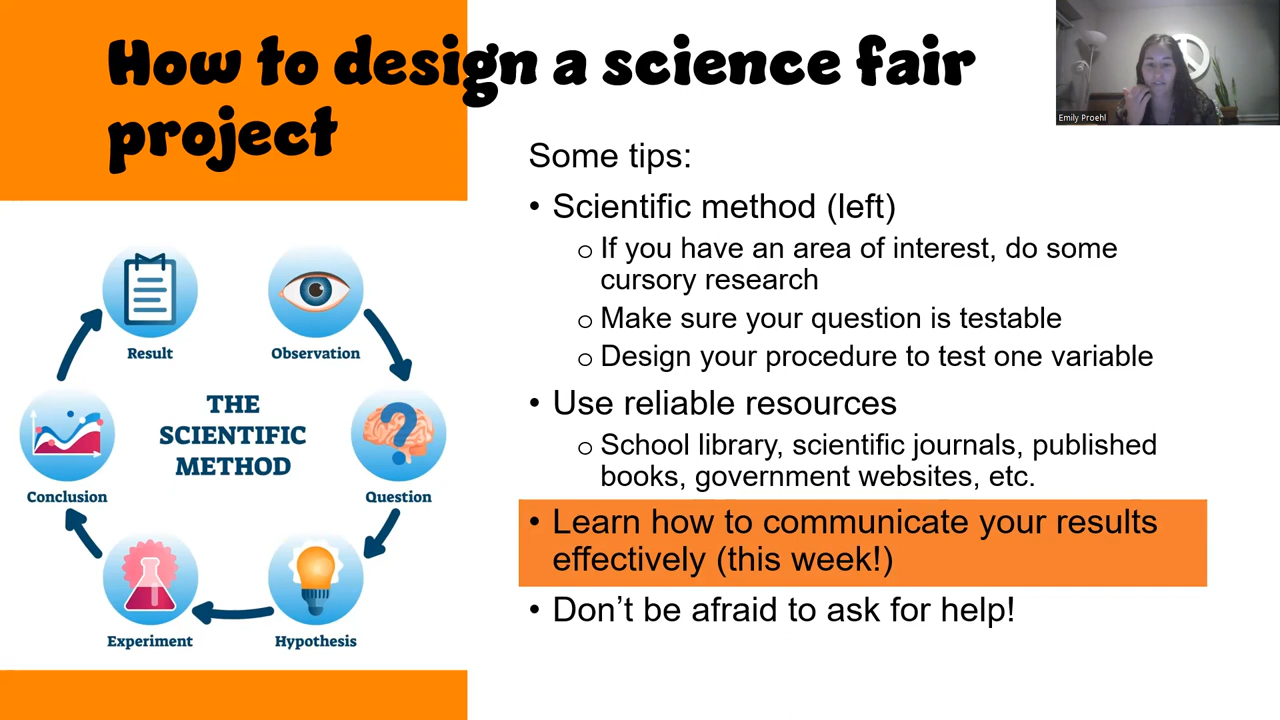 How to design a science fair
project
Emily Proehl
Some tips:
• Scientific method (left)
o If you have an area of interest, do some
cursory research
o Make sure your question is testable
o Design your procedure to test one variable
• Use reliable resources
o School library, scientific journals, published
books, government websites, etc.
• Learn how to communicate your results
effectively (this week!)
• Don’t be afraid to ask for help!
Result
Observation
THE
SCIENTIFIC
METHOD
Conclusion
Question
Experiment
Hypothesis